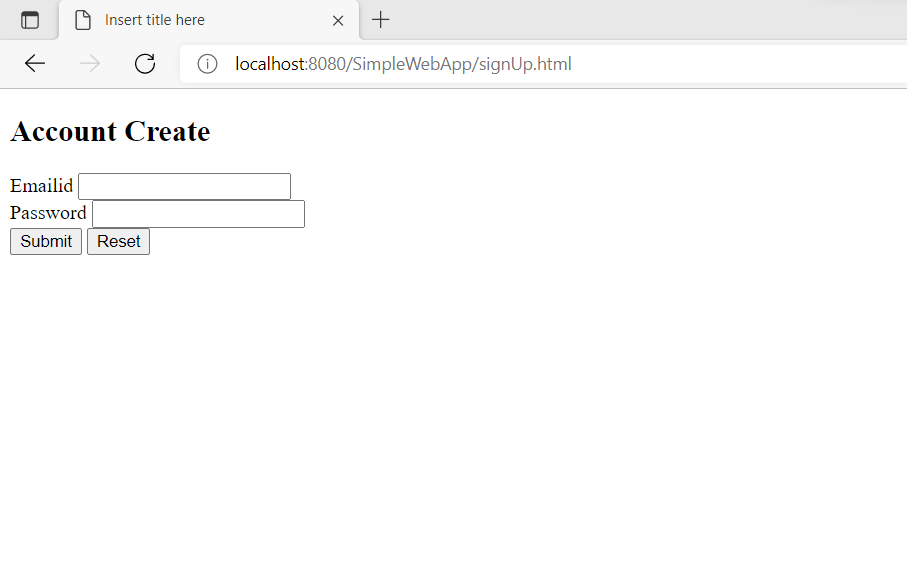 Insert title here
localhost:8080/SimpleWebApp/signUp.html
Account Create
Emailid
Password
Submit Reset